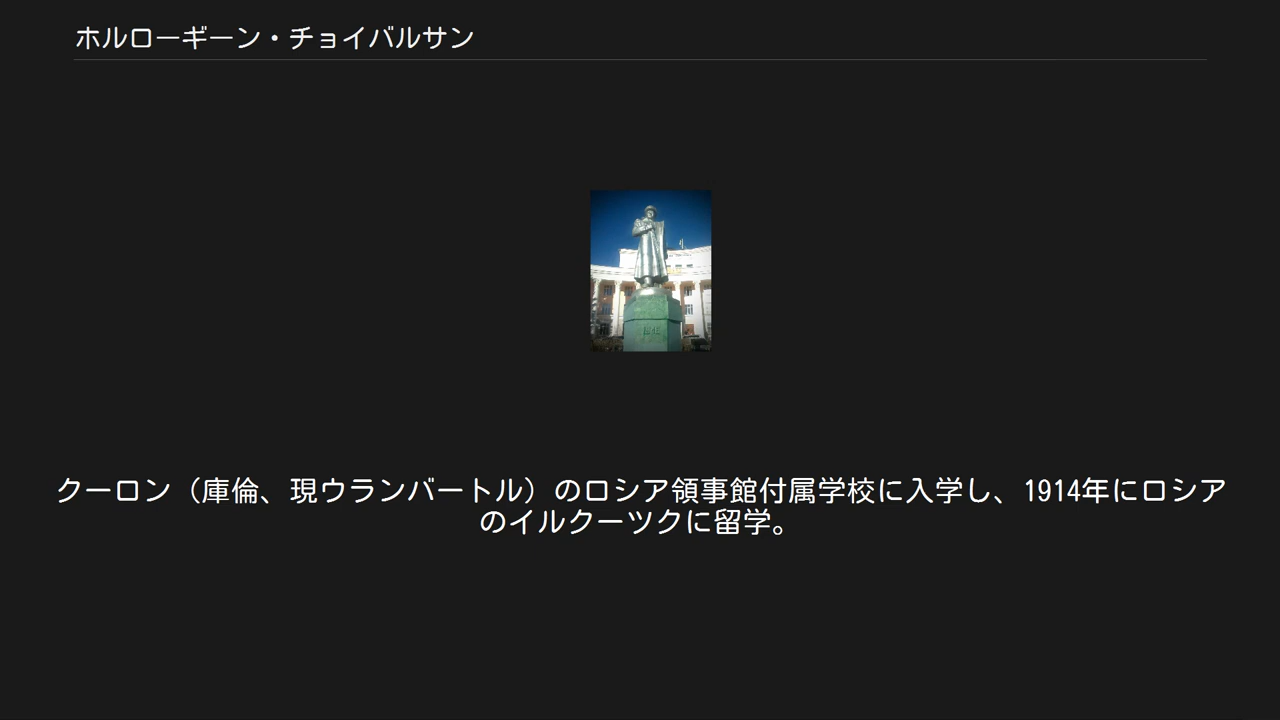 ホルローギーン・チョイバルサン
クーロン（庫倫、現ウランバートル）のロシア領事館付属学校に入学し、1914年にロシア
のイルクーツクに留学。